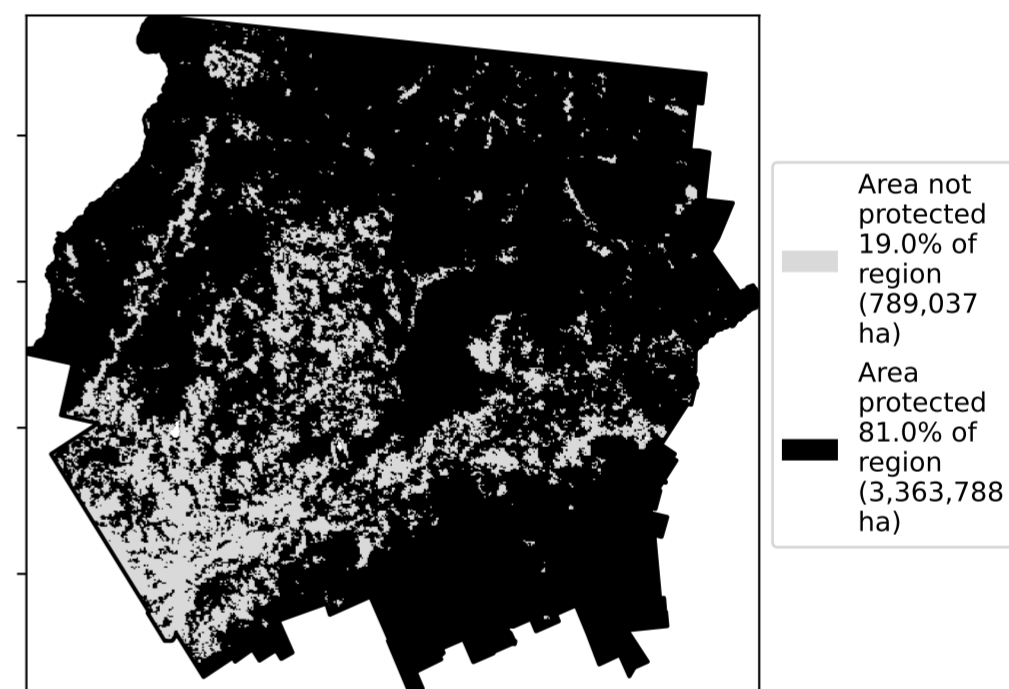 Area not
protected
19.0% of
region
(789,037
ha)
Area
protected
81.0% of
region
(3,363,788
ha)